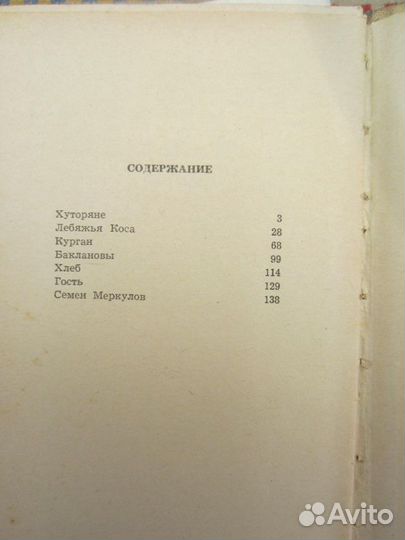 СОДЕРЖАНИЕ
Хуторяне 3
Лебяжья Коса 28
Курган 68
Баклановы 99
Хлеб 114
Гость 129
Семен Меркулов 138
Avito